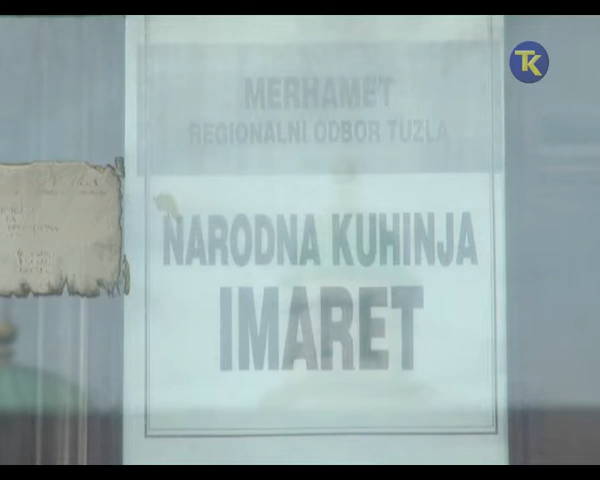 TK
MERHAMET
REGIONALNI ODBOR TUZLA
NARODNA KUHINJA
IMARET